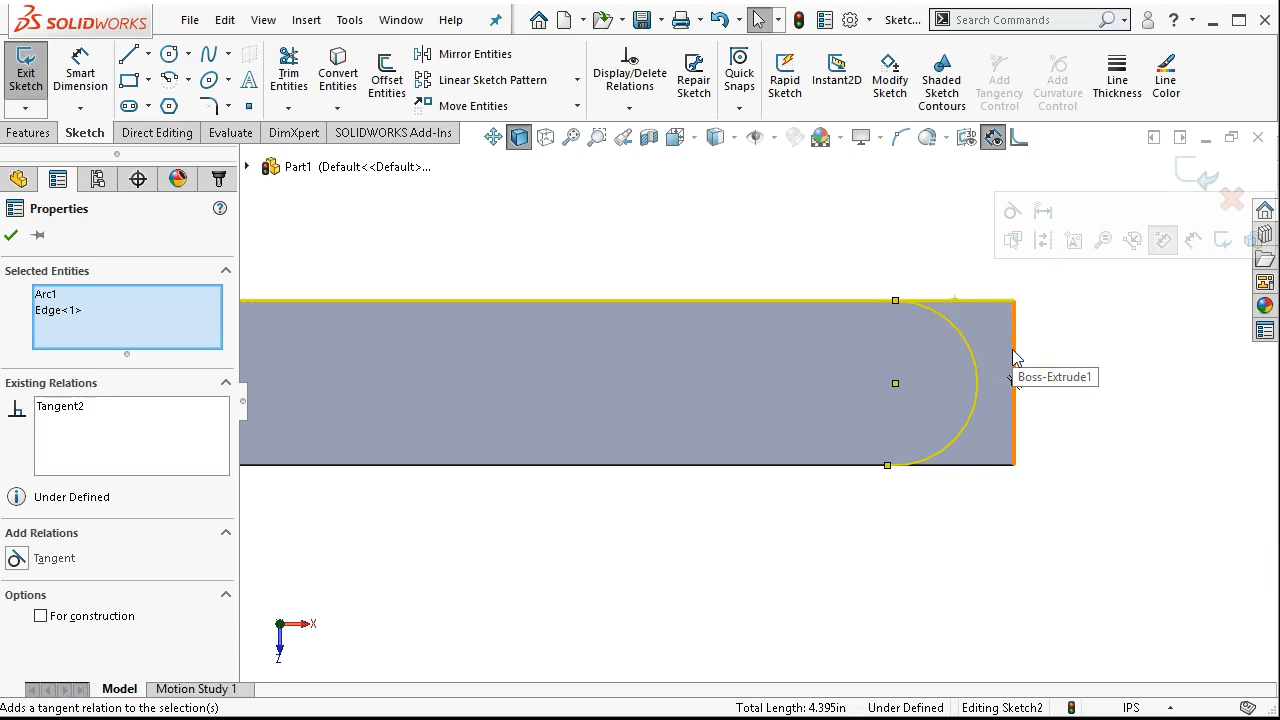 SOLIDWORKS File Edit View Insert Tools Window Help Sketc... Search Commands ?
Exit Sketch
Smart Dimension
Trim Entities
Convert Entities
Offset Entities
Mirror Entities
Linear Sketch Pattern
Move Entities
Display/Delete Relations
Repair Sketch
Quick Snaps
Rapid Sketch
Instant2D
Modify Sketch
Shaded Sketch Contours
Add Tangency Control
Add Curvature Control
Line Thickness
Line Color
Features Sketch Direct Editing Evaluate DimXpert SOLIDWORKS Add-Ins
Part1 (Default<<Default>...
Properties
Selected Entities
Arc1
Edge<1>
Existing Relations
Tangent2
Under Defined
Add Relations
Tangent
Options
For construction
Boss-Extrude1
X
Z
Model Motion Study 1
Adds a tangent relation to the selection(s) Total Length: 4.395in Under Defined Editing Sketch2 IPS